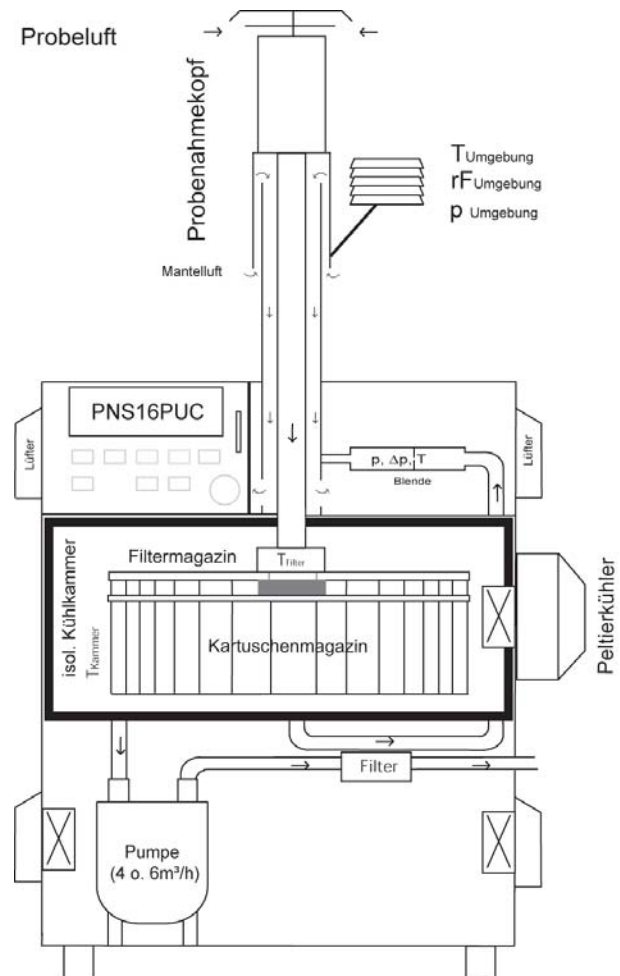 Probeluft
Probenahmekopf
TUmgebung
rFUmgebung
p Umgebung
Mantelluft
PNS16PUC
Lüfter
p, Δp, T
Blende
Lüfter
Filtermagazin
TFilter
isol. Kühlkammer
TKammer
Kartuschenmagazin
Peltierkühler
Filter
Pumpe
(4 o. 6m³/h)